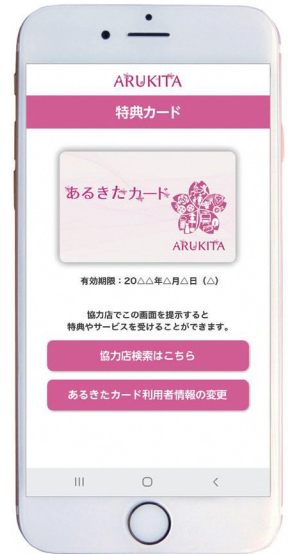 ARUKITA
特典カード
あるきたカード
ARUKITA
有効期限：20△△年△月△日（△）
協力店でこの画面を提示すると
特典やサービスを受けることができます。
協力店検索はこちら
あるきたカード利用者情報の変更